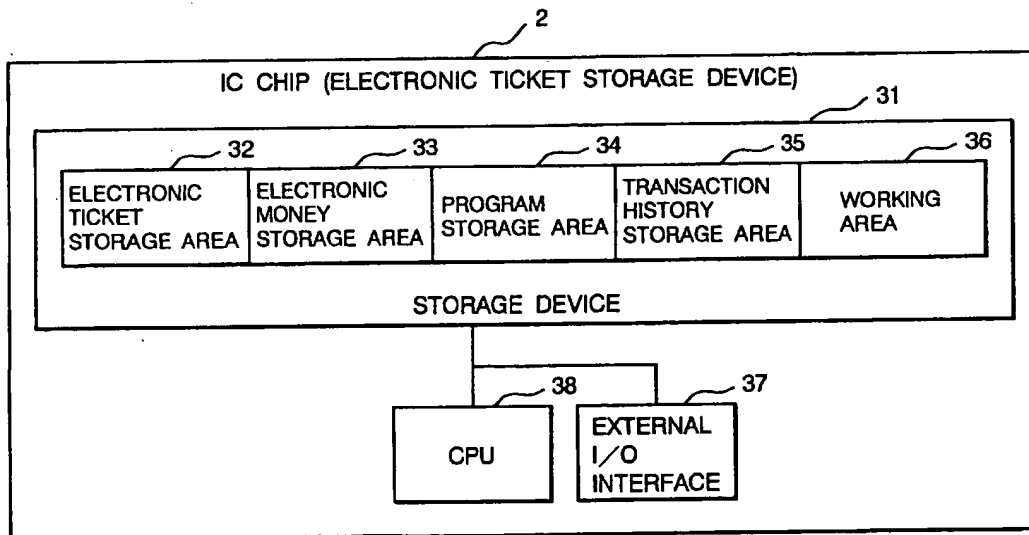 2
IC CHIP (ELECTRONIC TICKET STORAGE DEVICE)
31
32
33
34
35
36
ELECTRONIC
TICKET
STORAGE AREA
ELECTRONIC
MONEY
STORAGE AREA
PROGRAM
STORAGE AREA
TRANSACTION
HISTORY
STORAGE AREA
WORKING
AREA
STORAGE DEVICE
38
37
CPU
EXTERNAL
I/O
INTERFACE